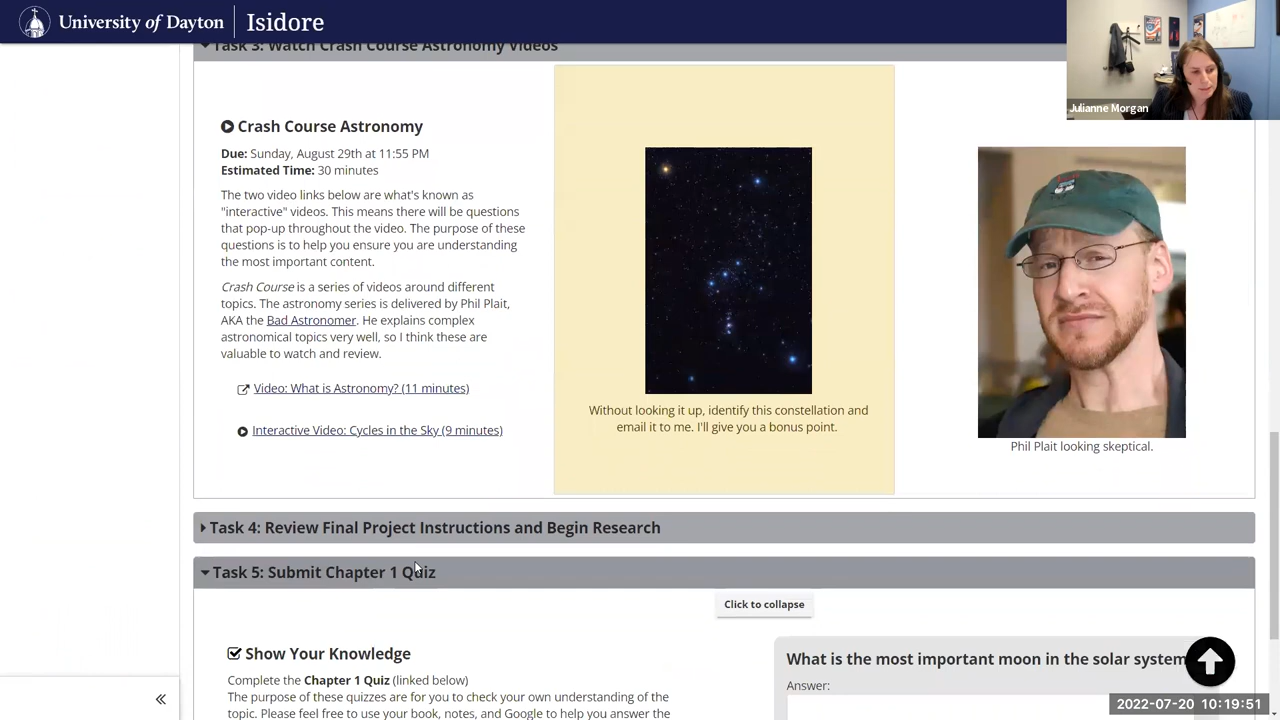 University of Dayton
Isidore
Task 3: Watch Crash Course Astronomy Videos
Julianne Morgan
Crash Course Astronomy
Due: Sunday, August 29th at 11:55 PM
Estimated Time: 30 minutes
The two video links below are what's known as
"interactive" videos. This means there will be questions
that pop-up throughout the video. The purpose of these
questions is to help you ensure you are understanding
the most important content.
Crash Course is a series of videos around different
topics. The astronomy series is delivered by Phil Plait,
AKA the Bad Astronomer. He explains complex
astronomical topics very well, so I think these are
valuable to watch and review.
Video: What is Astronomy? (11 minutes)
Interactive Video: Cycles in the Sky (9 minutes)
Without looking it up, identify this constellation and
email it to me. I'll give you a bonus point.
Phil Plait looking skeptical.
Task 4: Review Final Project Instructions and Begin Research
Task 5: Submit Chapter 1 Quiz
Click to collapse
Show Your Knowledge
Complete the Chapter 1 Quiz (linked below)
The purpose of these quizzes are for you to check your own understanding of the
topic. Please feel free to use your book, notes, and Google to help you answer the
What is the most important moon in the solar system
Answer:
2022-07-20 10:19:51